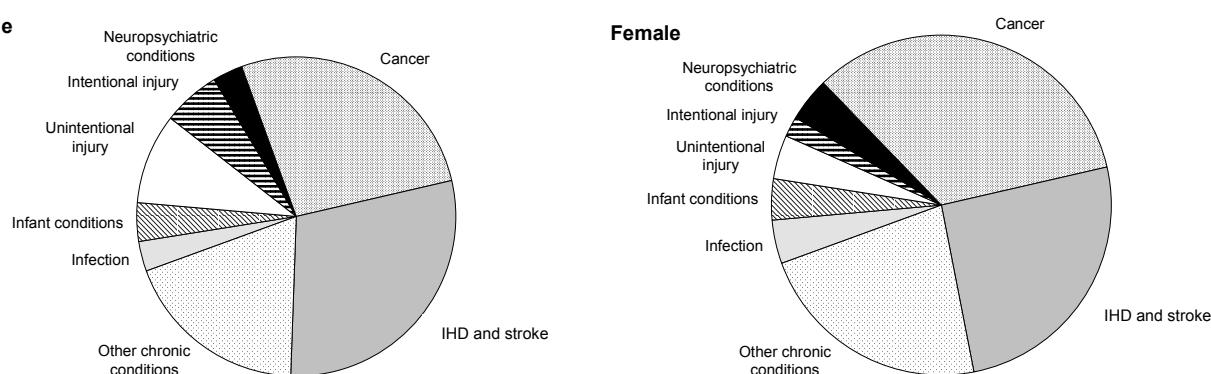 e
Neuropsychiatric
conditions
Cancer
Intentional injury
Unintentional
injury
Infant conditions
Infection
Other chronic
conditions
IHD and stroke
Female
Cancer
Neuropsychiatric
conditions
Intentional injury
Unintentional
injury
Infant conditions
Infection
Other chronic
conditions
IHD and stroke